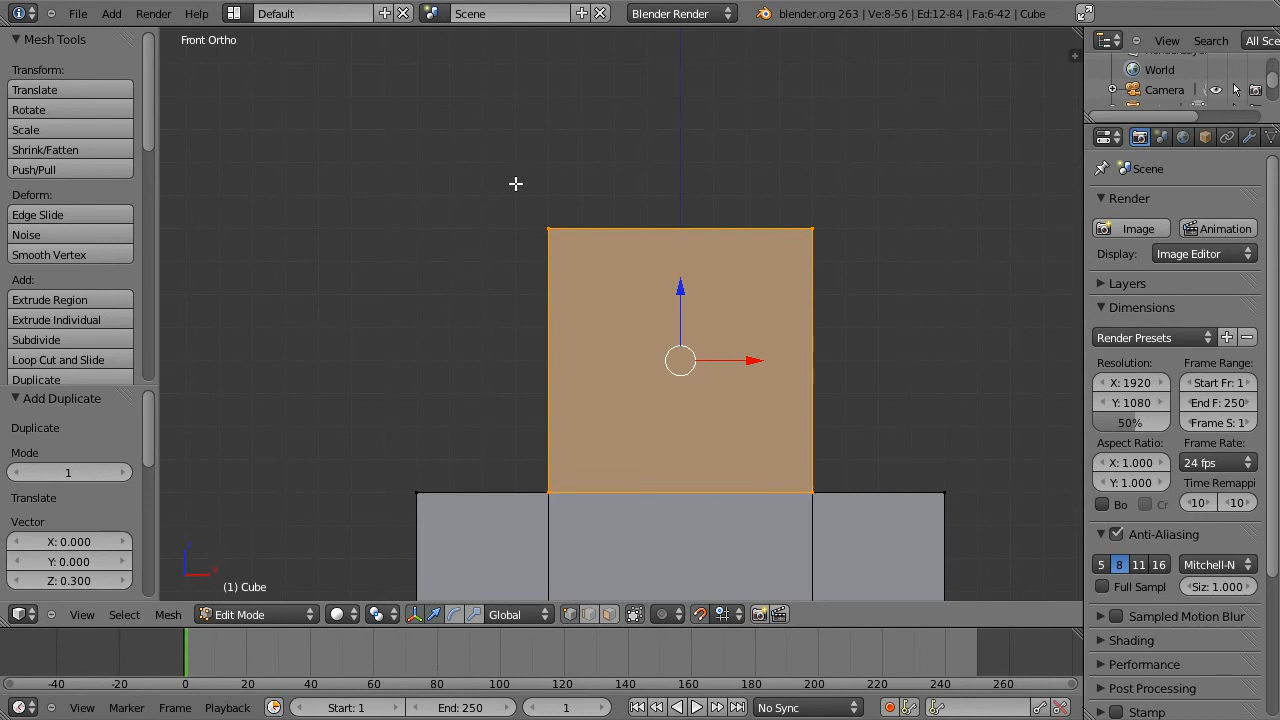 File Add Render Help Default Scene Blender Render blender.org 263 | Ve:8-56 | Ed:12-84 | Fa:6-42 | Cube
Mesh Tools
Transform:
Translate
Rotate
Scale
Shrink/Fatten
Push/Pull
Deform:
Edge Slide
Noise
Smooth Vertex
Add:
Extrude Region
Extrude Individual
Subdivide
Loop Cut and Slide
Duplicate
Add Duplicate
Duplicate
Mode
1
Translate
Vector
X: 0.000
Y: 0.000
Z: 0.300
Front Ortho
(1) Cube
View Select Mesh Edit Mode Global
-40 -20 0 20 40 60 80 100 120 140 160 180 200 220 240 260
View Marker Frame Playback Start: 1 End: 250 1 No Sync
View Search All Sce
World
Camera
Scene
Render
Image Animation
Display: Image Editor
Layers
Dimensions
Render Presets
Resolution: Frame Range:
X: 1920 Start Fr: 1
Y: 1080 End F: 250
50% Frame S: 1
Aspect Ratio: Frame Rate:
X: 1.000 24 fps
Y: 1.000 Time Remappi
Bo Cr 10 10
Anti-Aliasing
5 8 11 16 Mitchell-N
Full Sampl Siz: 1.000
Sampled Motion Blur
Shading
Performance
Post Processing
Stamp